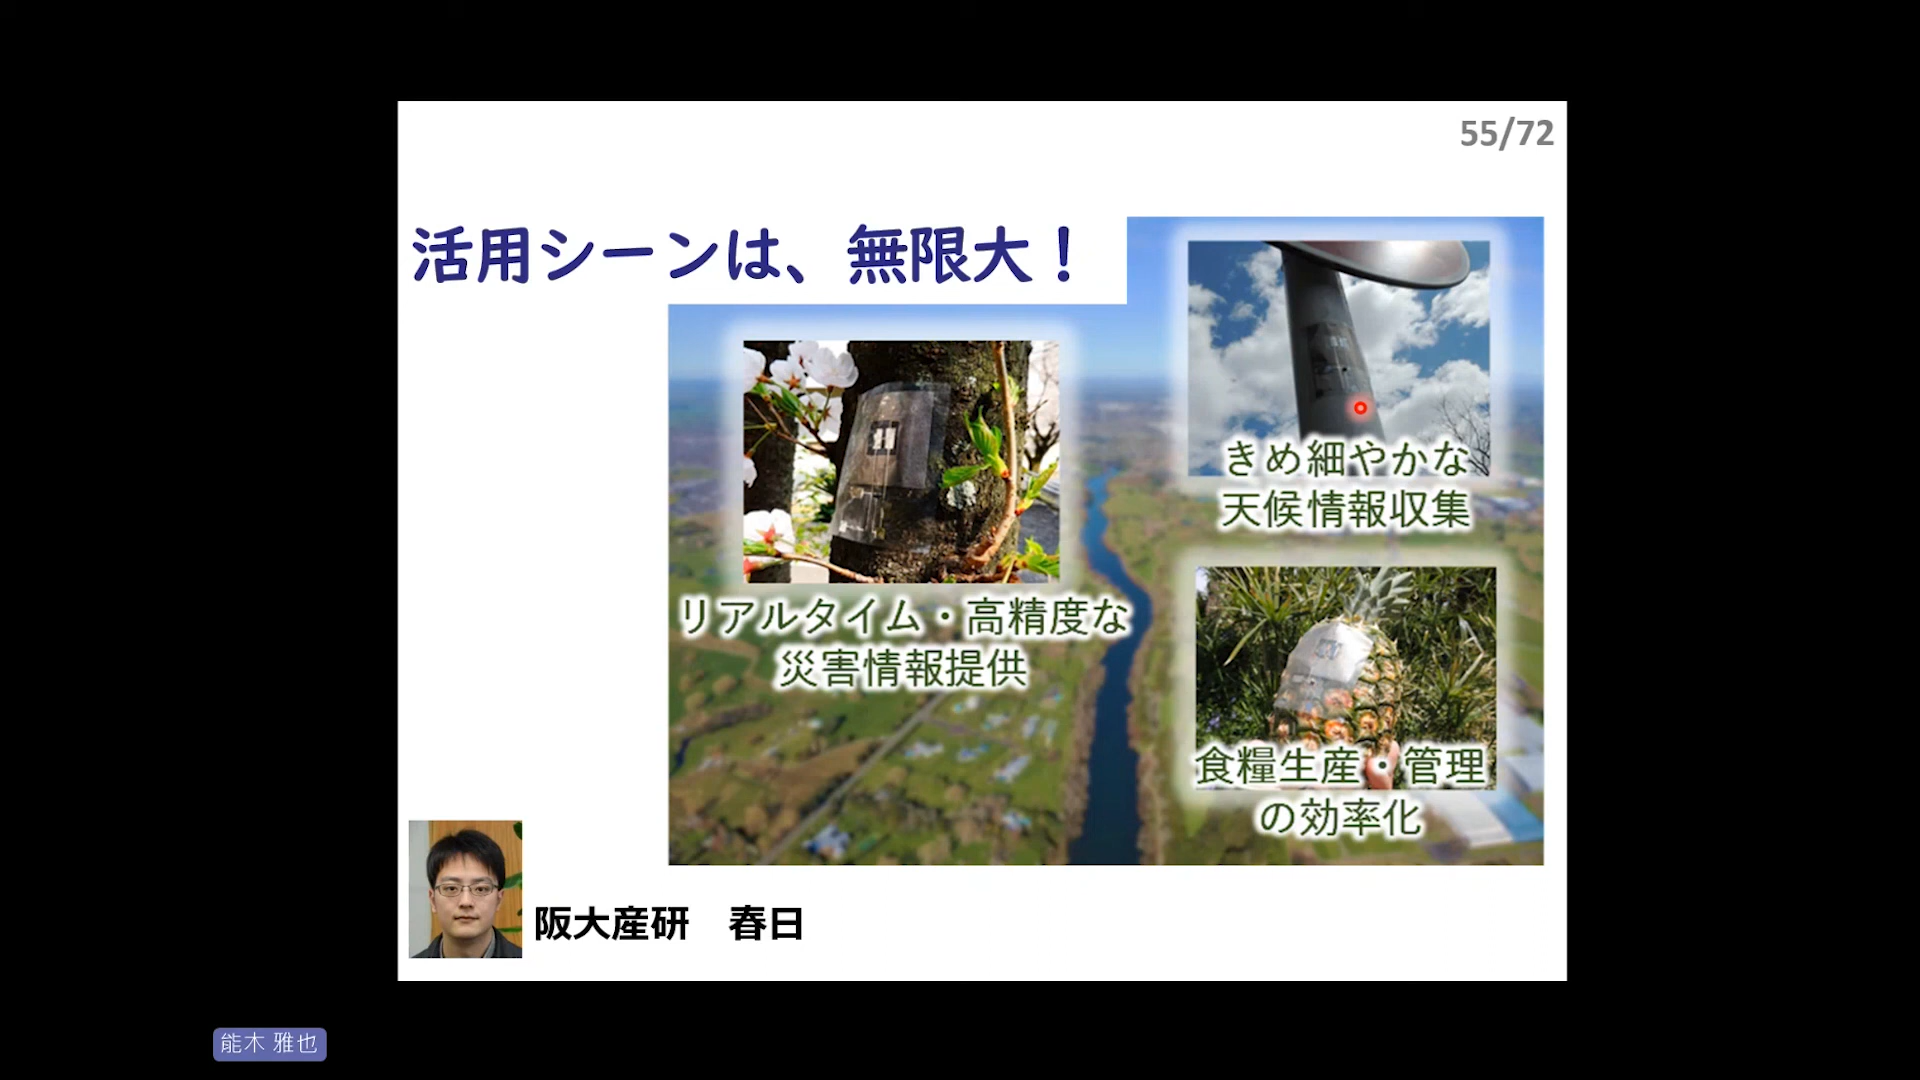 55/72
活用シーンは、無限大！
きめ細やかな
天候情報収集
リアルタイム・高精度な
災害情報提供
食糧生産・管理
の効率化
阪大産研　春日
能木 雅也